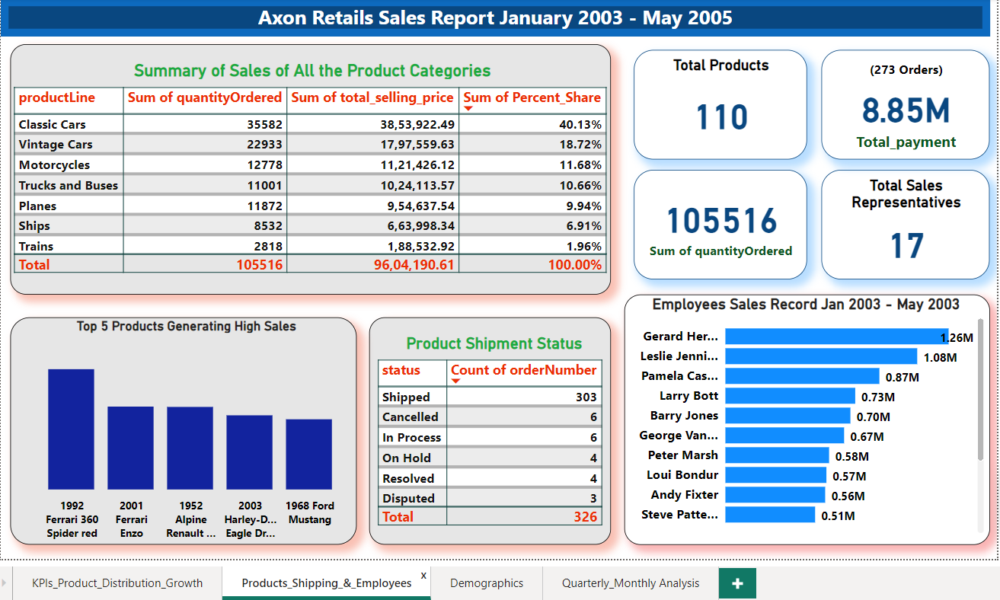 Axon Retails Sales Report January 2003 - May 2005
Summary of Sales of All the Product Categories
productLine Sum of quantityOrdered Sum of total_selling_price Sum of Percent_Share
Classic Cars 35582 38,53,922.49 40.13%
Vintage Cars 22933 17,97,559.63 18.72%
Motorcycles 12778 11,21,426.12 11.68%
Trucks and Buses 11001 10,24,113.57 10.66%
Planes 11872 9,54,637.54 9.94%
Ships 8532 6,63,998.34 6.91%
Trains 2818 1,88,532.92 1.96%
Total 105516 96,04,190.61 100.00%
Total Products
110
(273 Orders)
8.85M
Total_payment
105516
Sum of quantityOrdered
Total Sales
Representatives
17
Top 5 Products Generating High Sales
1992
Ferrari 360
Spider red
2001
Ferrari
Enzo
1952
Alpine
Renault ...
2003
Harley-D...
Eagle Dr...
1968 Ford
Mustang
Product Shipment Status
status Count of orderNumber
Shipped 303
Cancelled 6
In Process 6
On Hold 4
Resolved 4
Disputed 3
Total 326
Employees Sales Record Jan 2003 - May 2003
Gerard Her... 1.26M
Leslie Jenni... 1.08M
Pamela Cas... 0.87M
Larry Bott 0.73M
Barry Jones 0.70M
George Van... 0.67M
Peter Marsh 0.58M
Loui Bondur 0.57M
Andy Fixter 0.56M
Steve Patte... 0.51M
KPIs_Product_Distribution_Growth Products_Shipping_&_Employees x Demographics Quarterly_Monthly Analysis +